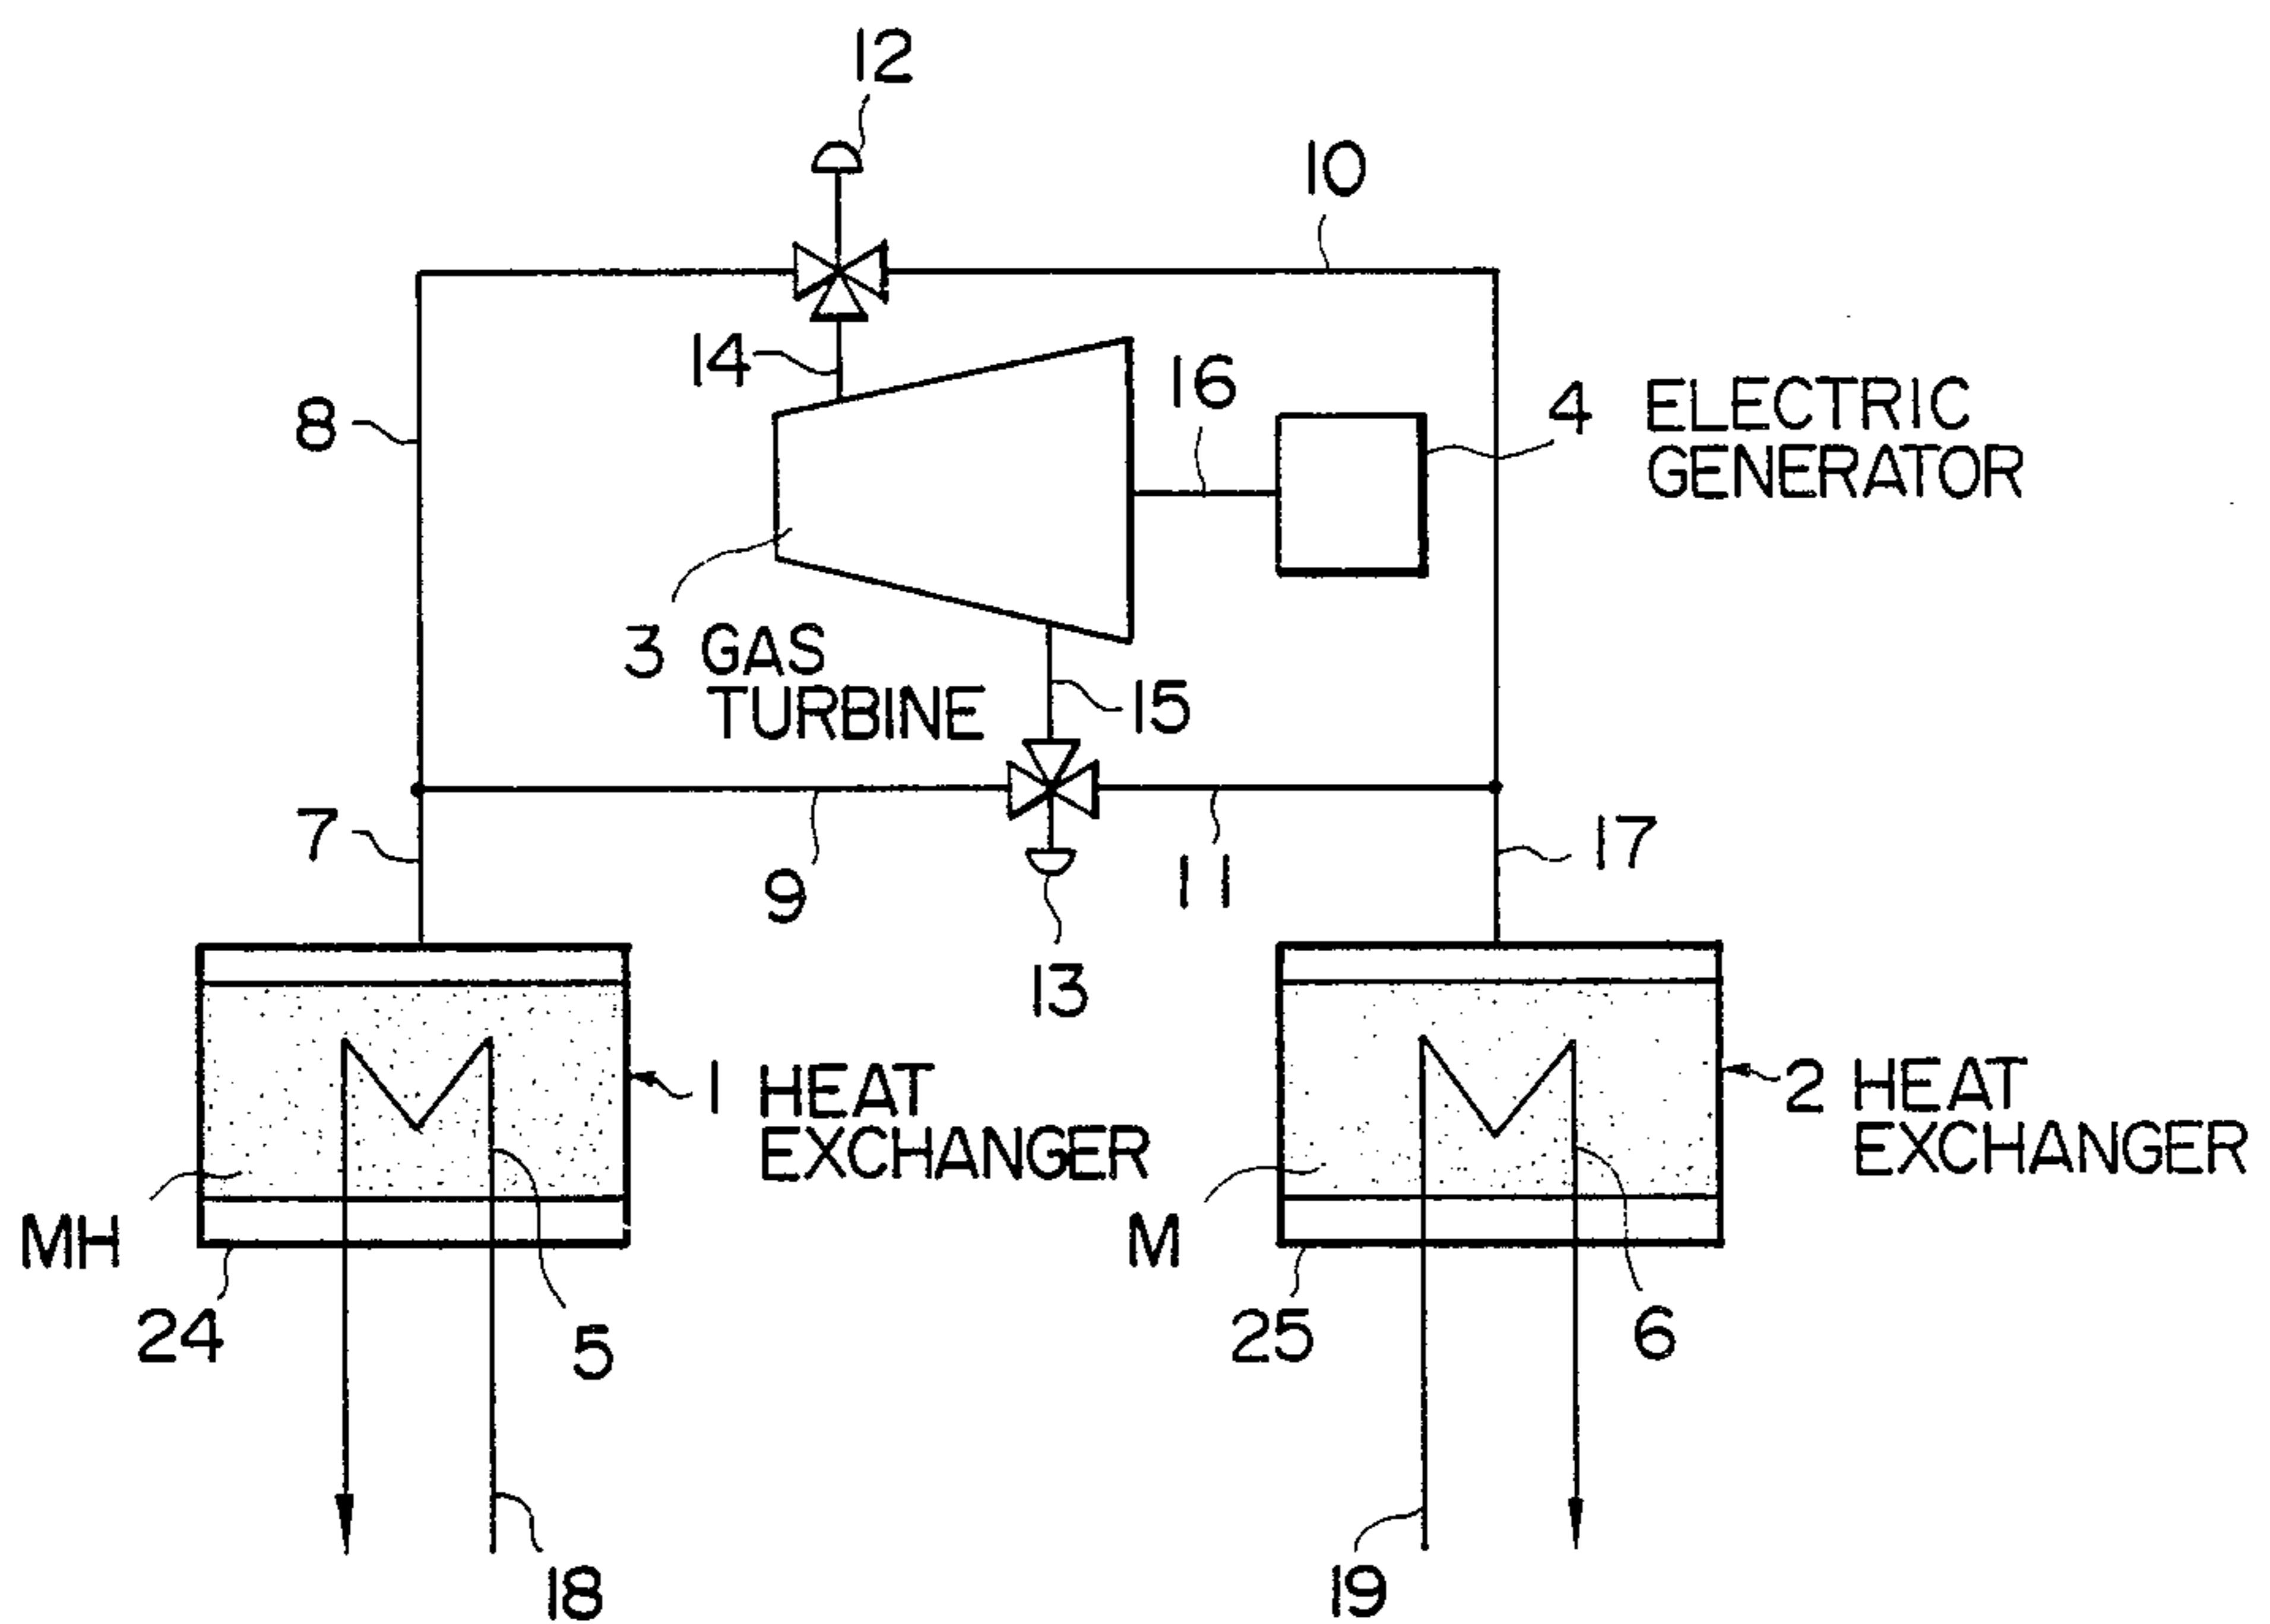 12
10
14
16
8
4 ELECTRIC
GENERATOR
3 GAS
TURBINE
15
7
9
11
17
13
1 HEAT
EXCHANGER
2 HEAT
EXCHANGER
MH
M
24
5
25
6
18
19